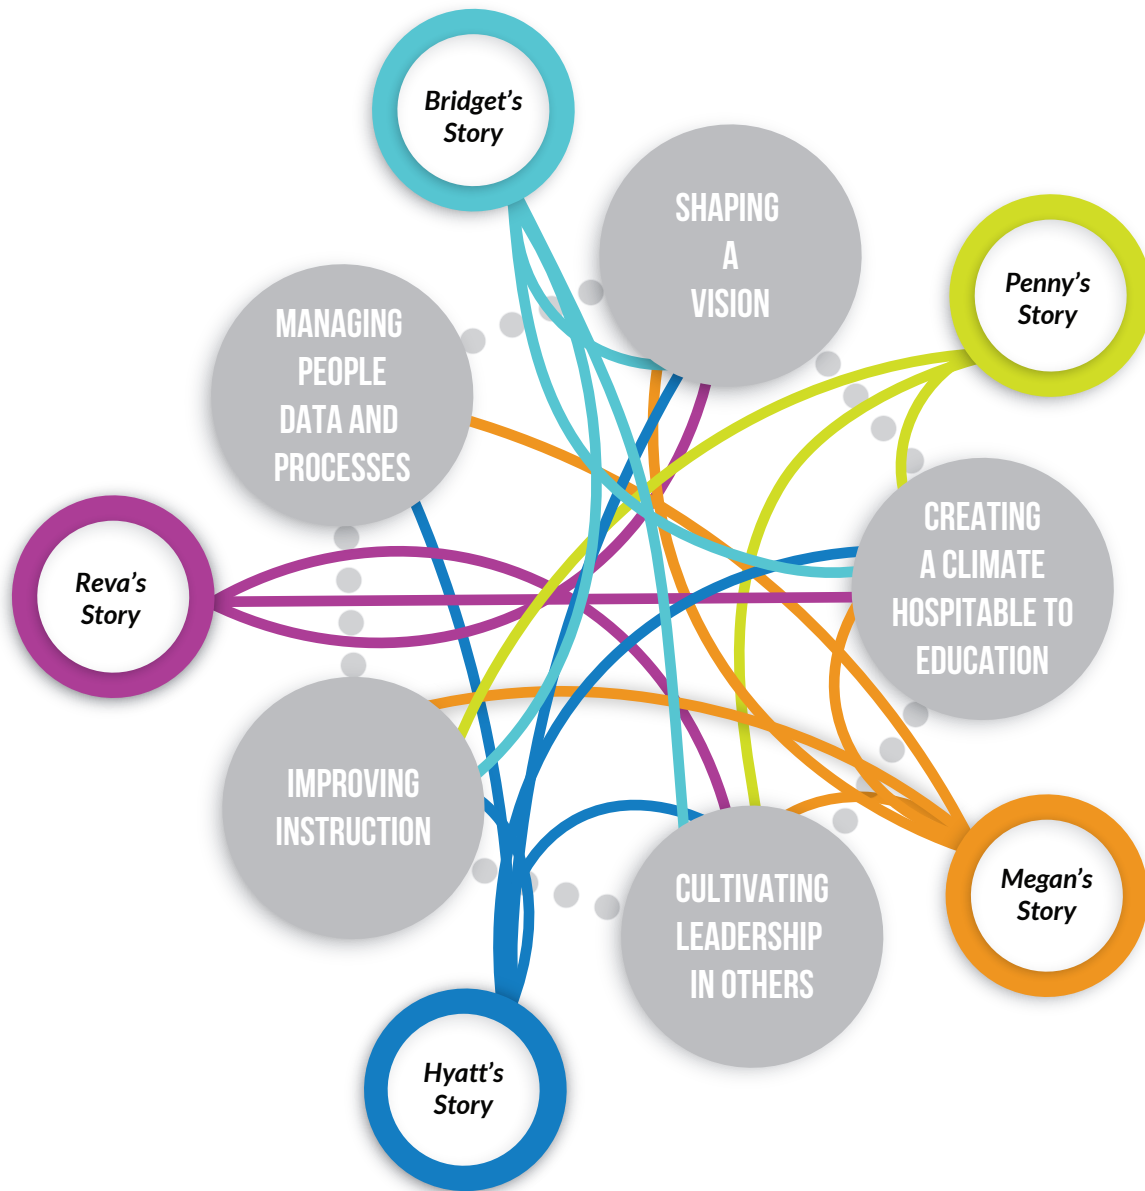 Bridget's
Story
SHAPING
A
VISION
Penny's
Story
MANAGING
PEOPLE
DATA AND
PROCESSES
CREATING
A CLIMATE
HOSPITABLE TO
EDUCATION
Reva's
Story
IMPROVING
INSTRUCTION
CULTIVATING
LEADERSHIP
IN OTHERS
Megan's
Story
Hyatt's
Story